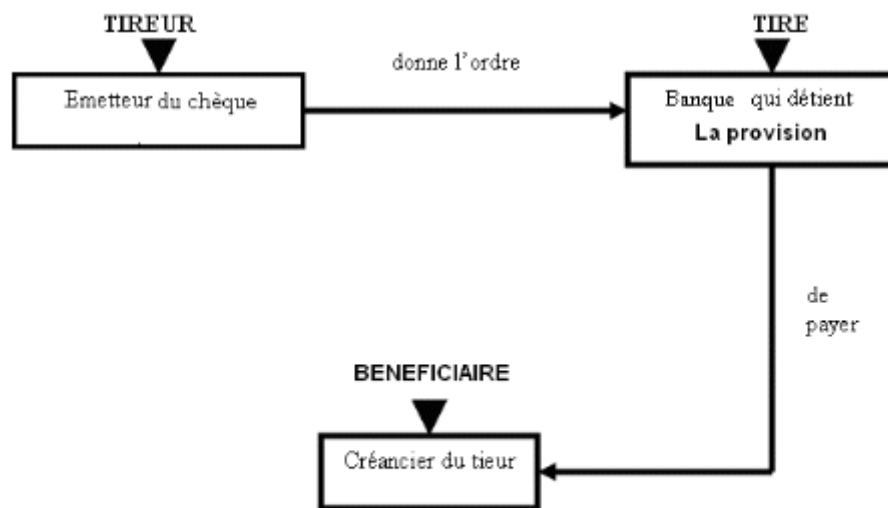 TIREUR
TIRE
donne l'ordre
Emetteur du chèque
Banque qui détient
La provision
de
payer
BENEFICIAIRE
Créancier du tieur